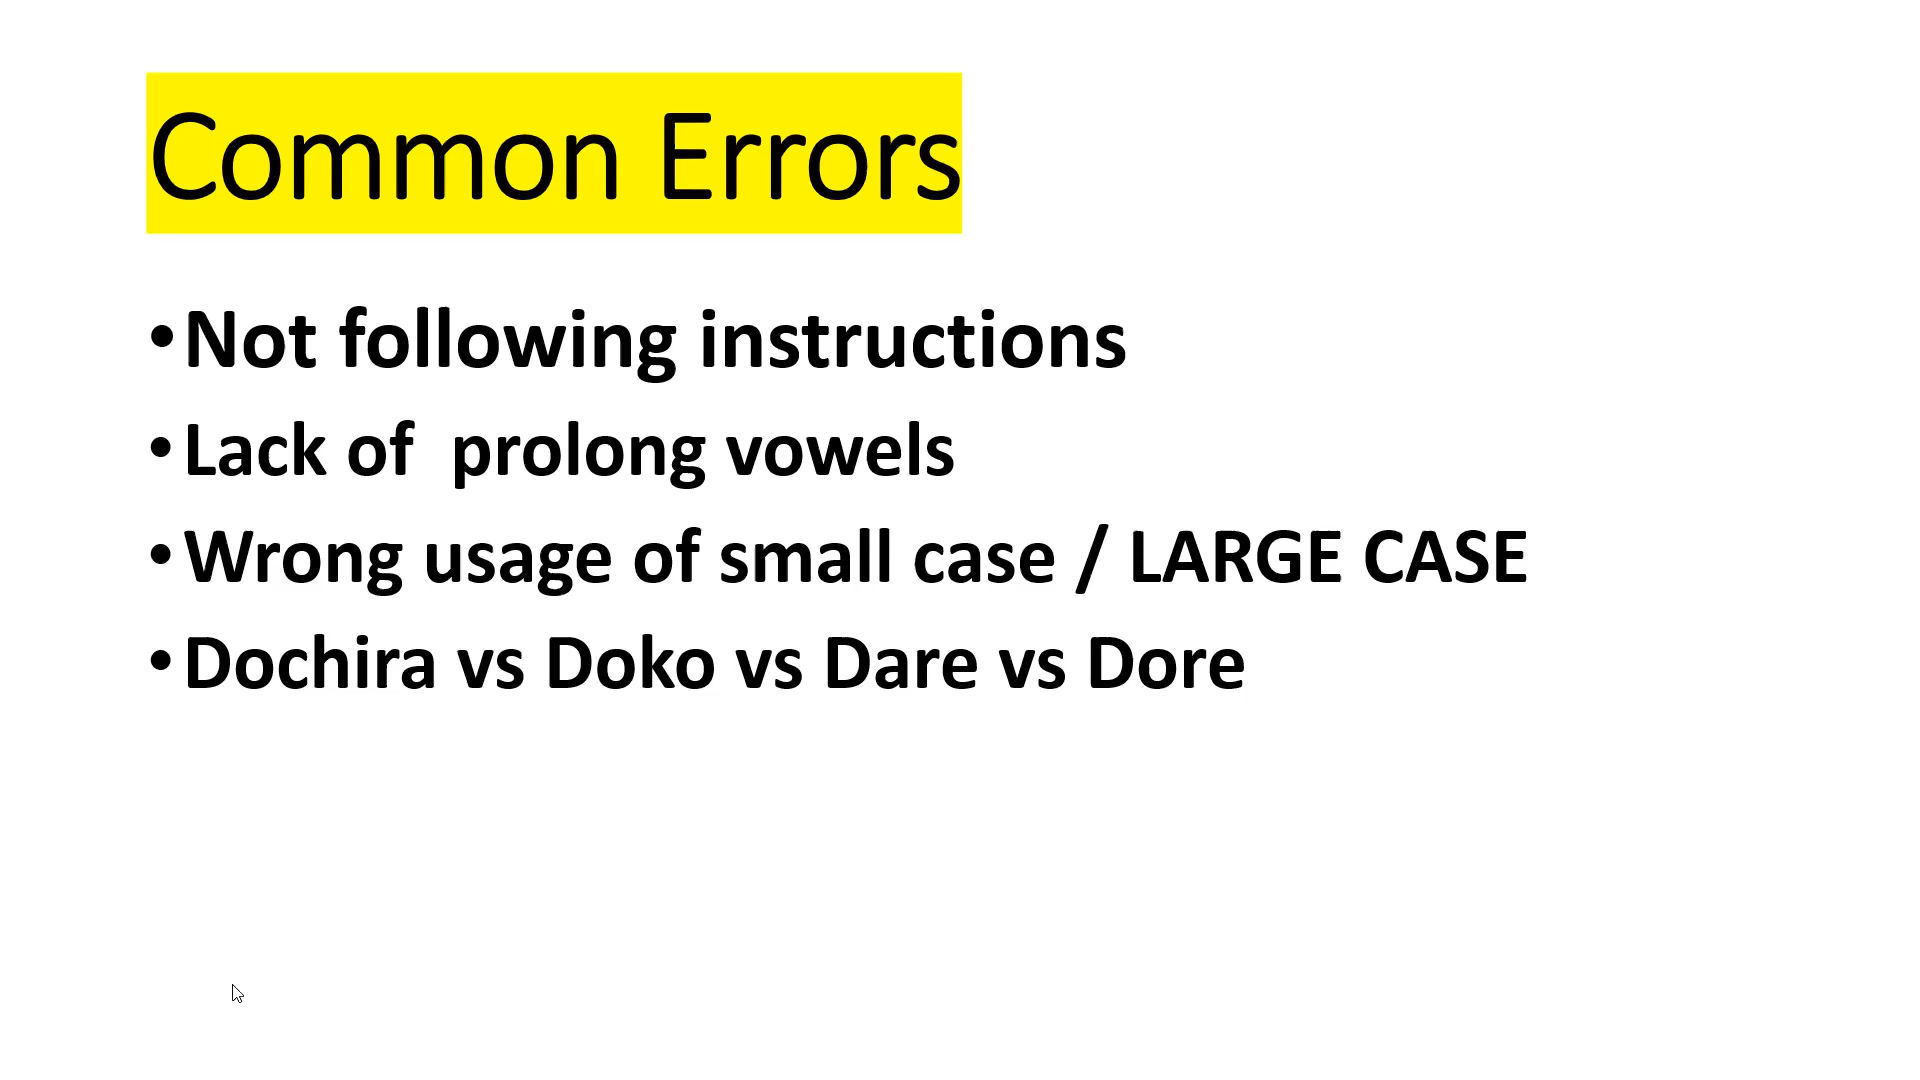 Common Errors
•Not following instructions
•Lack of  prolong vowels
•Wrong usage of small case / LARGE CASE
•Dochira vs Doko vs Dare vs Dore